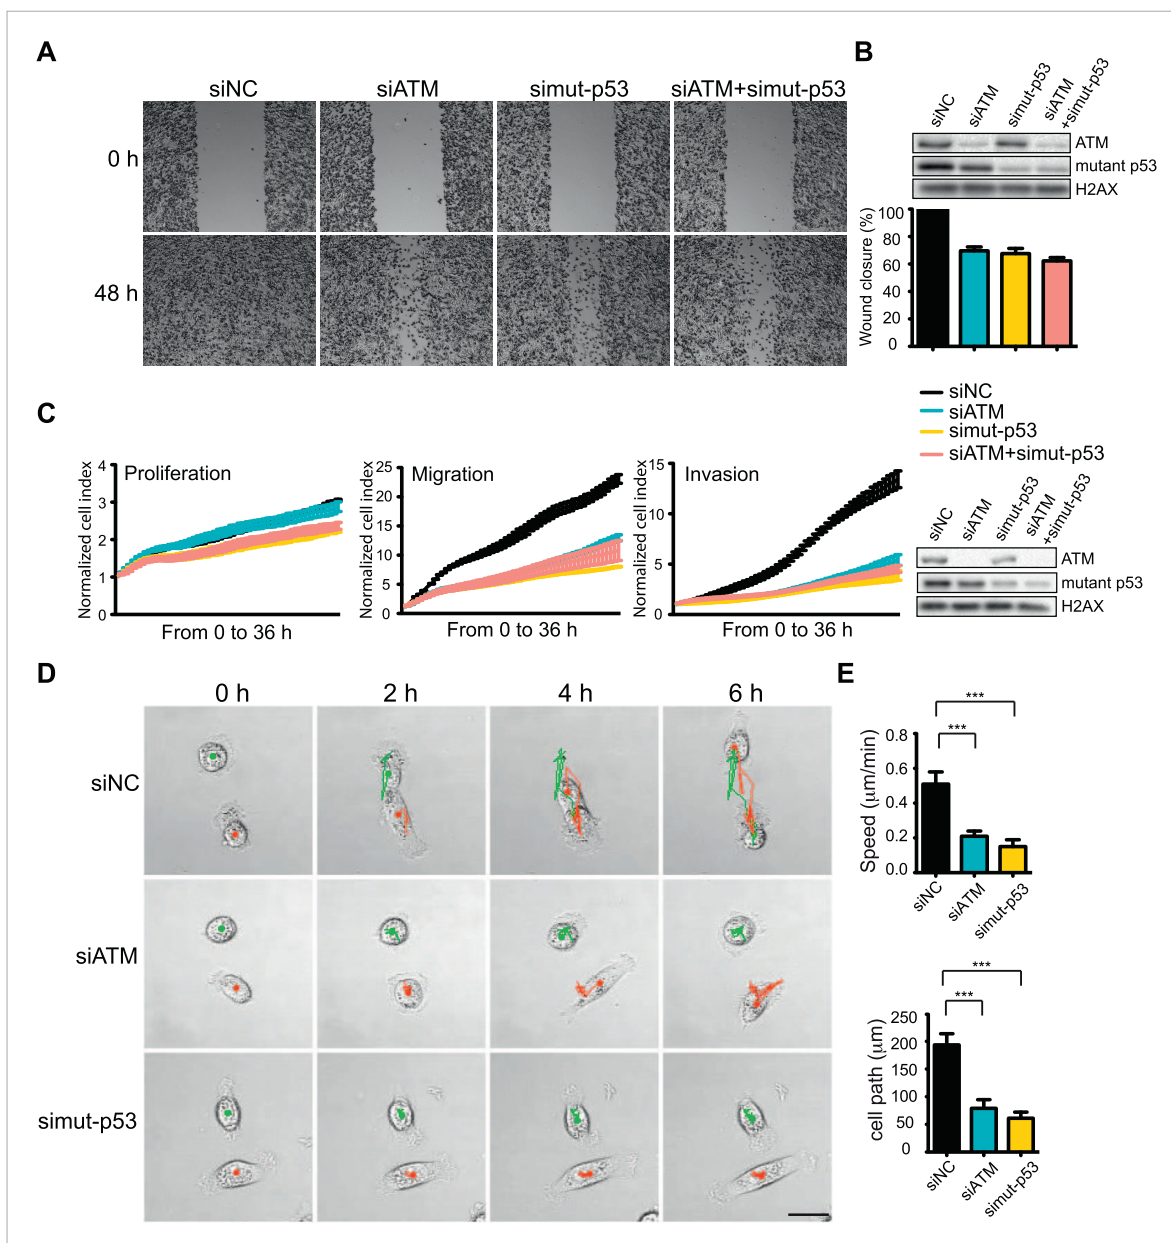 A
siNC
siATM
simut-p53
siATM+simut-p53
0 h
48 h
B
siNC
siATM
simut-p53
siATM
+simut-p53
ATM
mutant p53
H2AX
Wound closure (%)
100
80
60
40
20
0
C
siNC
siATM
simut-p53
siATM+simut-p53
Proliferation
Normalized cell index
4
3
2
1
0
From 0 to 36 h
Migration
Normalized cell index
25
20
15
10
5
0
From 0 to 36 h
Invasion
Normalized cell index
15
10
5
0
From 0 to 36 h
siNC
siATM
simut-p53
siATM
+simut-p53
ATM
mutant p53
H2AX
D
0 h
2 h
4 h
6 h
siNC
siATM
simut-p53
E
***
***
Speed (μm/min)
0.8
0.6
0.4
0.2
0.0
siNC
siATM
simut-p53
***
***
cell path (μm)
250
200
150
100
50
0
siNC
siATM
simut-p53